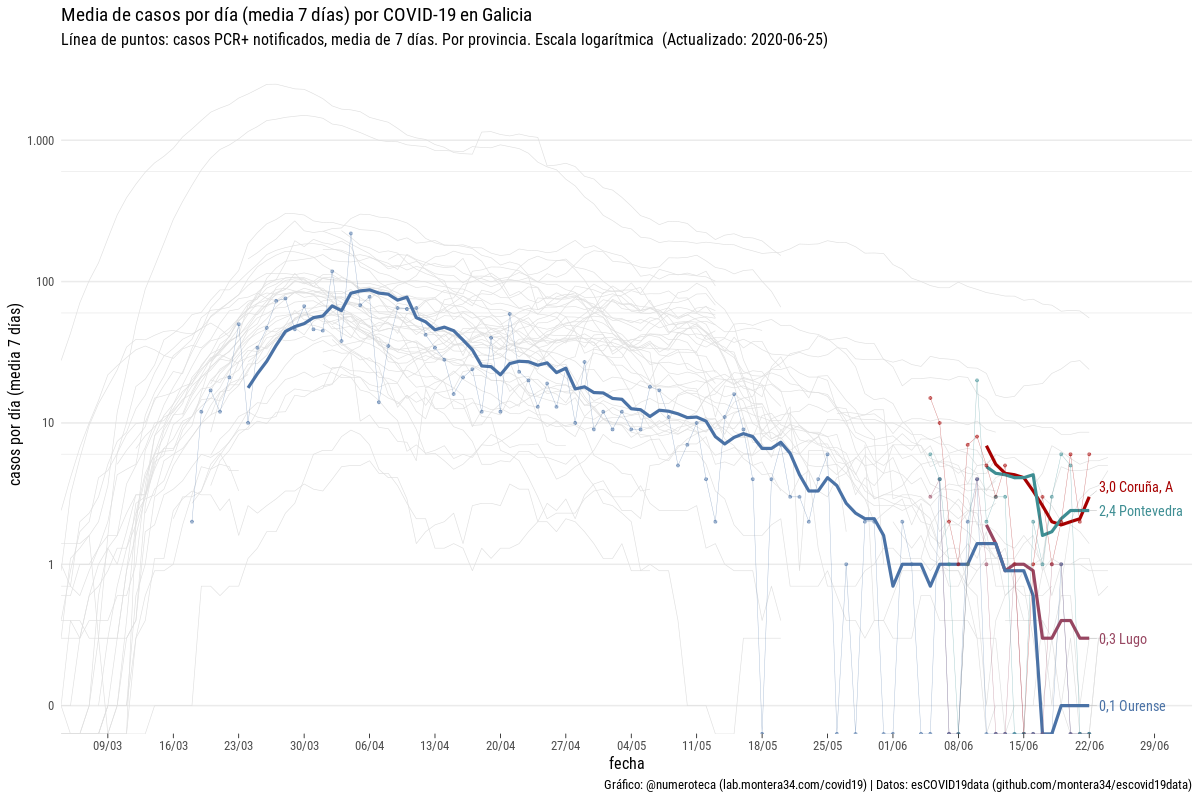 Media de casos por día (media 7 días) por COVID-19 en Galicia
Línea de puntos: casos PCR+ notificados, media de 7 días. Por provincia. Escala logarítmica  (Actualizado: 2020-06-25)
casos por día (media 7 días)
1.000
100
10
1
0
3,0 Coruña, A
2,4 Pontevedra
0,3 Lugo
0,1 Ourense
09/03 16/03 23/03 30/03 06/04 13/04 20/04 27/04 04/05 11/05 18/05 25/05 01/06 08/06 15/06 22/06 29/06
fecha
Gráfico: @numeroteca (lab.montera34.com/covid19) | Datos: esCOVID19data (github.com/montera34/escovid19data)